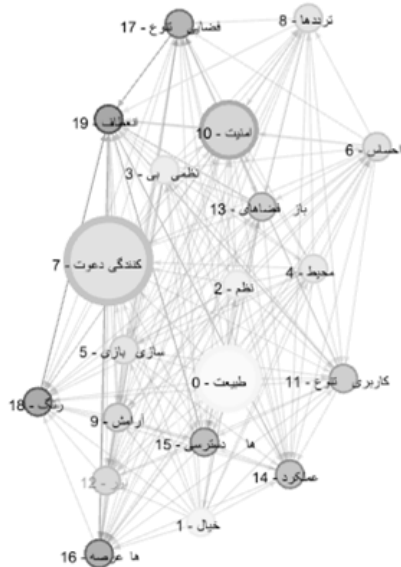 ترندها - 8
فضایی تنوع - 17
انعطاف - 19
امنیت - 10
احساس - 6
نظمی بی - 3
باز فضاهای - 13
کنندگی دعوت - 7
محیط - 4
نظم - 2
سازی بازی - 5
طبیعت - 0
کاربری تنوع - 11
رنگ - 18
آرامش - 9
ها دسترسی - 15
عملکرد - 14
12 -
خیال - 1
ها عرصه - 16